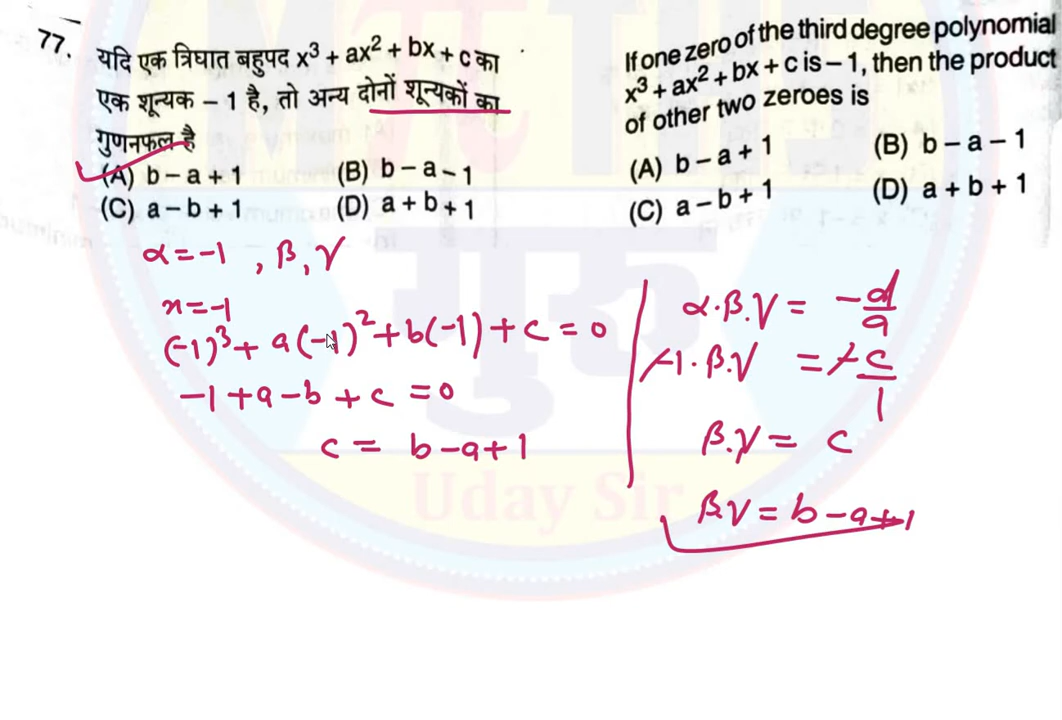 77.
यदि एक त्रिघात बहुपद x³ + ax² + bx + c का
एक शून्यक – 1 है, तो अन्य दोनों शून्यकों का
गुणनफल है
(A) b – a + 1 (B) b – a – 1
(C) a – b + 1 (D) a + b + 1
If one zero of the third degree polynomial
x³ + ax² + bx + c is – 1, then the product
of other two zeroes is
(A) b – a + 1 (B) b – a – 1
(C) a – b + 1 (D) a + b + 1
α = -1 , β, γ
x = -1
(-1)³ + a(-1)² + b(-1) + c = 0
-1 + a - b + c = 0
c = b - a + 1
α·β·γ = -d/a
-1·β·γ = -c/1
β·γ = c
β·γ = b - a + 1
गुरु
Uday Sir